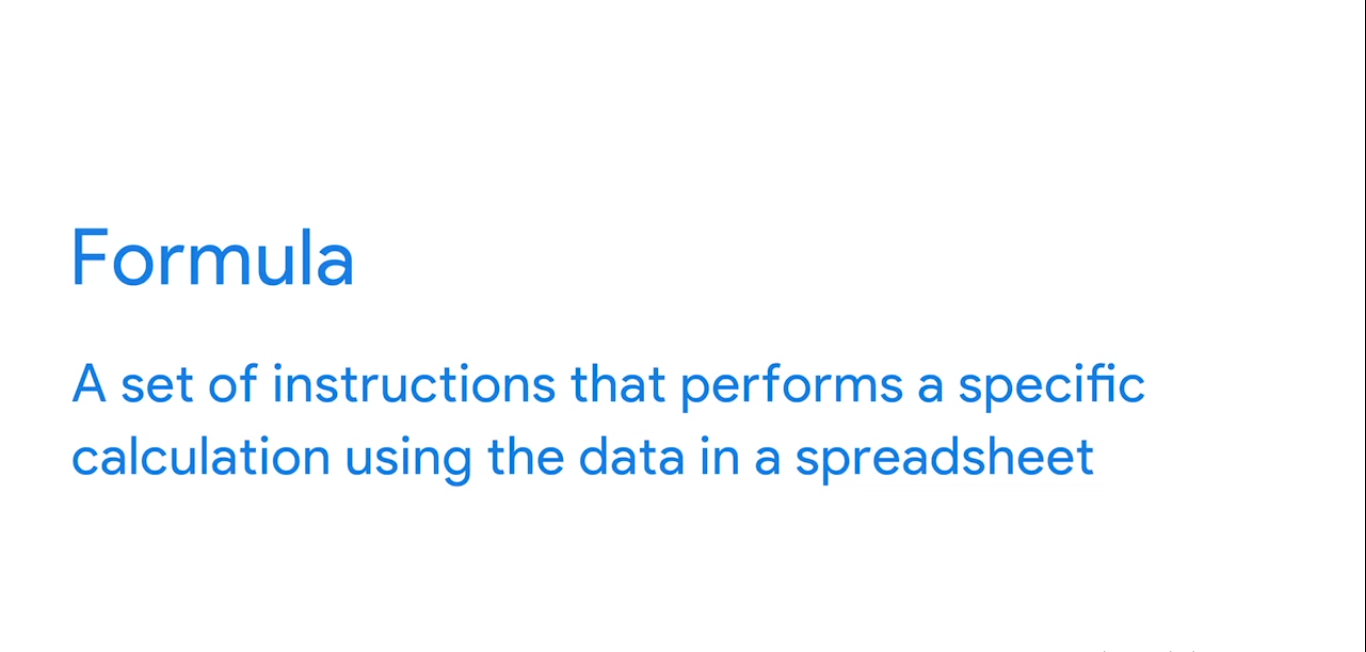 Formula
A set of instructions that performs a specific
calculation using the data in a spreadsheet